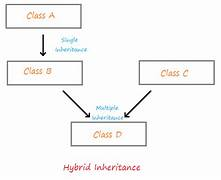 Class A
Single
Inheritance
Class B
Class C
Multiple
Inheritance
Class D
Hybrid Inheritance